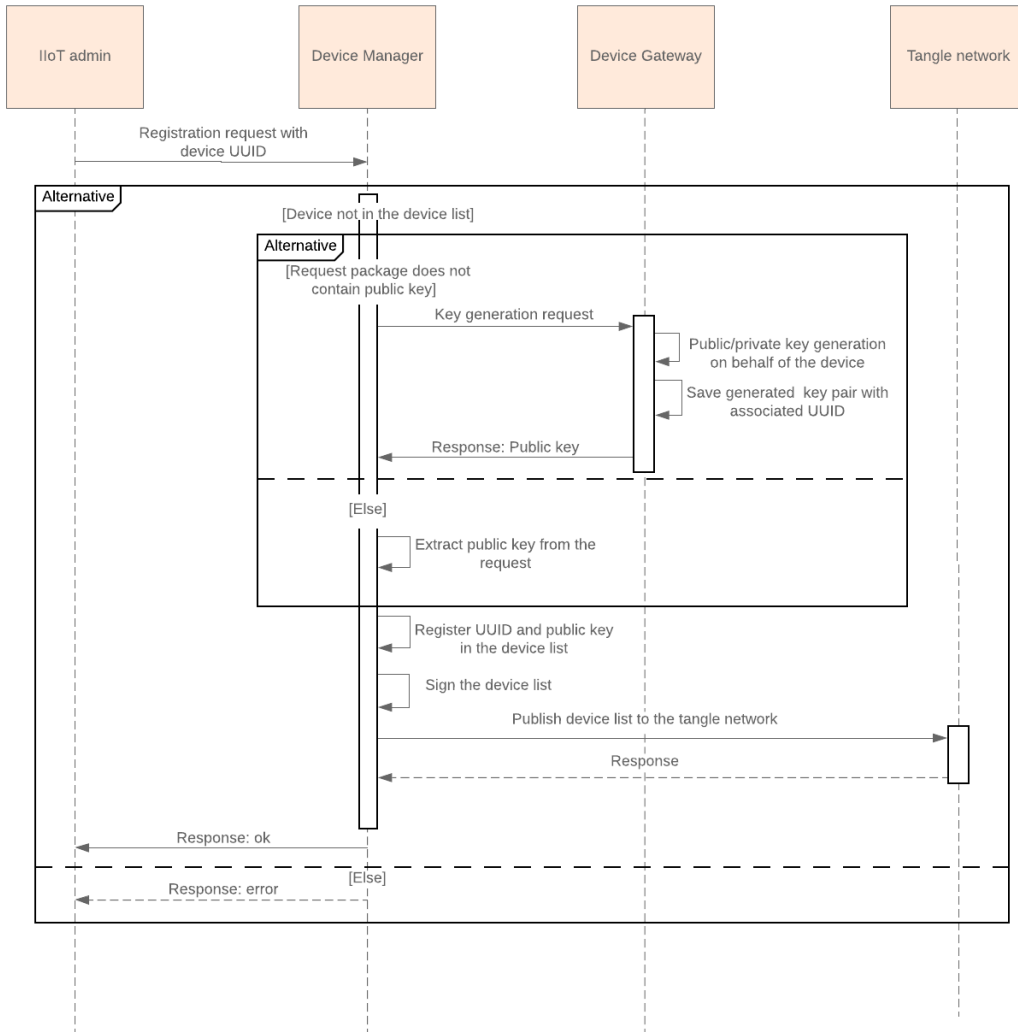 IIoT admin
Device Manager
Device Gateway
Tangle network
Registration request with
device UUID
Alternative
[Device not in the device list]
Alternative
[Request package does not
contain public key]
Key generation request
Public/private key generation
on behalf of the device
Save generated key pair with
associated UUID
Response: Public key
[Else]
Extract public key from the
request
Register UUID and public key
in the device list
Sign the device list
Publish device list to the tangle network
Response
Response: ok
[Else]
Response: error